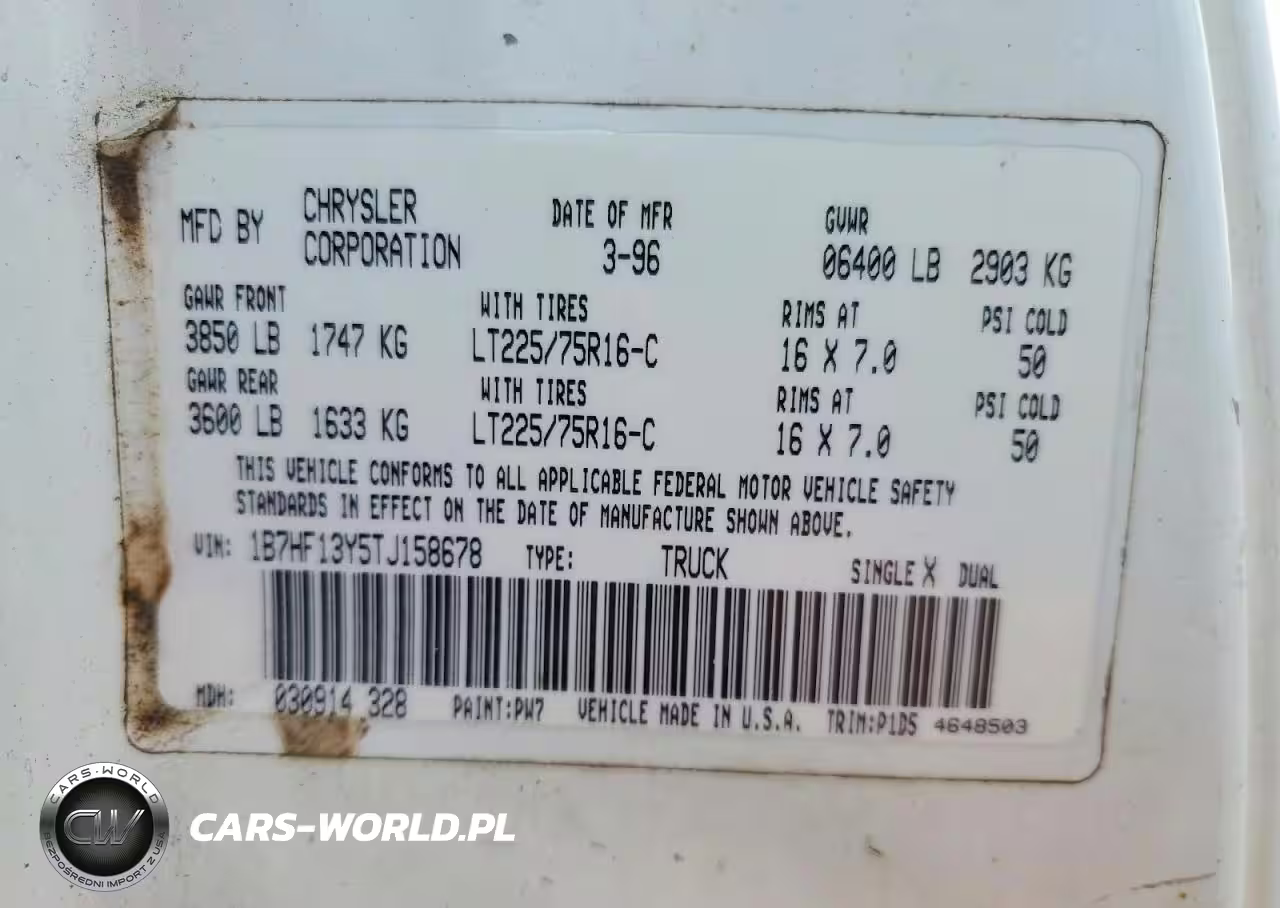 MFD BY CHRYSLER CORPORATION DATE OF MFR 3-96 GVWR 06400 LB 2903 KG
GAWR FRONT WITH TIRES RIMS AT PSI COLD
3850 LB 1747 KG LT225/75R16-C 16 X 7.0 50
GAWR REAR WITH TIRES RIMS AT PSI COLD
3600 LB 1633 KG LT225/75R16-C 16 X 7.0 50
THIS VEHICLE CONFORMS TO ALL APPLICABLE FEDERAL MOTOR VEHICLE SAFETY
STANDARDS IN EFFECT ON THE DATE OF MANUFACTURE SHOWN ABOVE.
VIN: 1B7HF13Y5TJ158678 TYPE: TRUCK SINGLE X DUAL
MDH: 030914 328 PAINT:PW7 VEHICLE MADE IN U.S.A. TRIM:P1D5 4648503
CARS-WORLD
CW
BEZPOŚREDNI IMPORT Z USA
CARS-WORLD.PL